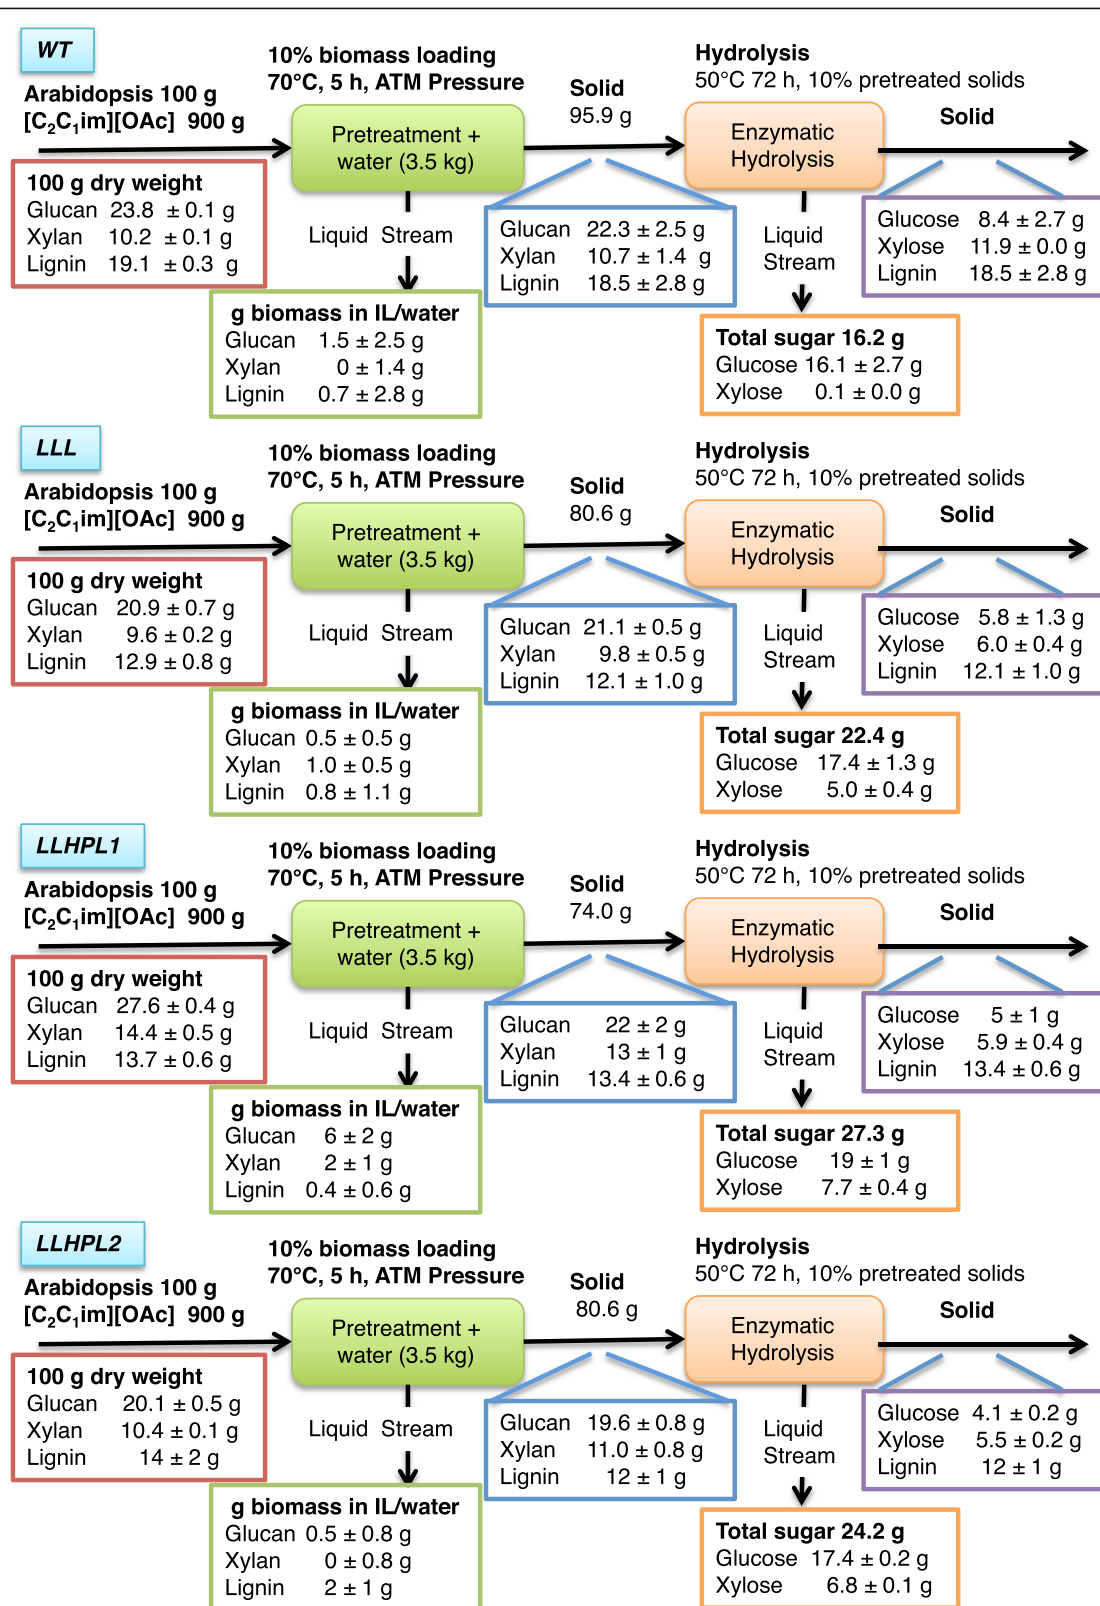 WT
10% biomass loading
70°C, 5 h, ATM Pressure
Hydrolysis
50°C 72 h, 10% pretreated solids
Arabidopsis 100 g
[C2C1im][OAc] 900 g
Solid
95.9 g
Solid
Pretreatment +
water (3.5 kg)
Enzymatic
Hydrolysis
100 g dry weight
Glucan 23.8 ± 0.1 g
Xylan 10.2 ± 0.1 g
Lignin 19.1 ± 0.3 g
Liquid Stream
Glucan 22.3 ± 2.5 g
Xylan 10.7 ± 1.4 g
Lignin 18.5 ± 2.8 g
Liquid
Stream
Glucose 8.4 ± 2.7 g
Xylose 11.9 ± 0.0 g
Lignin 18.5 ± 2.8 g
g biomass in IL/water
Glucan 1.5 ± 2.5 g
Xylan 0 ± 1.4 g
Lignin 0.7 ± 2.8 g
Total sugar 16.2 g
Glucose 16.1 ± 2.7 g
Xylose 0.1 ± 0.0 g
LLL
10% biomass loading
70°C, 5 h, ATM Pressure
Hydrolysis
50°C 72 h, 10% pretreated solids
Arabidopsis 100 g
[C2C1im][OAc] 900 g
Solid
80.6 g
Solid
Pretreatment +
water (3.5 kg)
Enzymatic
Hydrolysis
100 g dry weight
Glucan 20.9 ± 0.7 g
Xylan 9.6 ± 0.2 g
Lignin 12.9 ± 0.8 g
Liquid Stream
Glucan 21.1 ± 0.5 g
Xylan 9.8 ± 0.5 g
Lignin 12.1 ± 1.0 g
Liquid
Stream
Glucose 5.8 ± 1.3 g
Xylose 6.0 ± 0.4 g
Lignin 12.1 ± 1.0 g
g biomass in IL/water
Glucan 0.5 ± 0.5 g
Xylan 1.0 ± 0.5 g
Lignin 0.8 ± 1.1 g
Total sugar 22.4 g
Glucose 17.4 ± 1.3 g
Xylose 5.0 ± 0.4 g
LLHPL1
10% biomass loading
70°C, 5 h, ATM Pressure
Hydrolysis
50°C 72 h, 10% pretreated solids
Arabidopsis 100 g
[C2C1im][OAc] 900 g
Solid
74.0 g
Solid
Pretreatment +
water (3.5 kg)
Enzymatic
Hydrolysis
100 g dry weight
Glucan 27.6 ± 0.4 g
Xylan 14.4 ± 0.5 g
Lignin 13.7 ± 0.6 g
Liquid Stream
Glucan 22 ± 2 g
Xylan 13 ± 1 g
Lignin 13.4 ± 0.6 g
Liquid
Stream
Glucose 5 ± 1 g
Xylose 5.9 ± 0.4 g
Lignin 13.4 ± 0.6 g
g biomass in IL/water
Glucan 6 ± 2 g
Xylan 2 ± 1 g
Lignin 0.4 ± 0.6 g
Total sugar 27.3 g
Glucose 19 ± 1 g
Xylose 7.7 ± 0.4 g
LLHPL2
10% biomass loading
70°C, 5 h, ATM Pressure
Hydrolysis
50°C 72 h, 10% pretreated solids
Arabidopsis 100 g
[C2C1im][OAc] 900 g
Solid
80.6 g
Solid
Pretreatment +
water (3.5 kg)
Enzymatic
Hydrolysis
100 g dry weight
Glucan 20.1 ± 0.5 g
Xylan 10.4 ± 0.1 g
Lignin 14 ± 2 g
Liquid Stream
Glucan 19.6 ± 0.8 g
Xylan 11.0 ± 0.8 g
Lignin 12 ± 1 g
Liquid
Stream
Glucose 4.1 ± 0.2 g
Xylose 5.5 ± 0.2 g
Lignin 12 ± 1 g
g biomass in IL/water
Glucan 0.5 ± 0.8 g
Xylan 0 ± 0.8 g
Lignin 2 ± 1 g
Total sugar 24.2 g
Glucose 17.4 ± 0.2 g
Xylose 6.8 ± 0.1 g